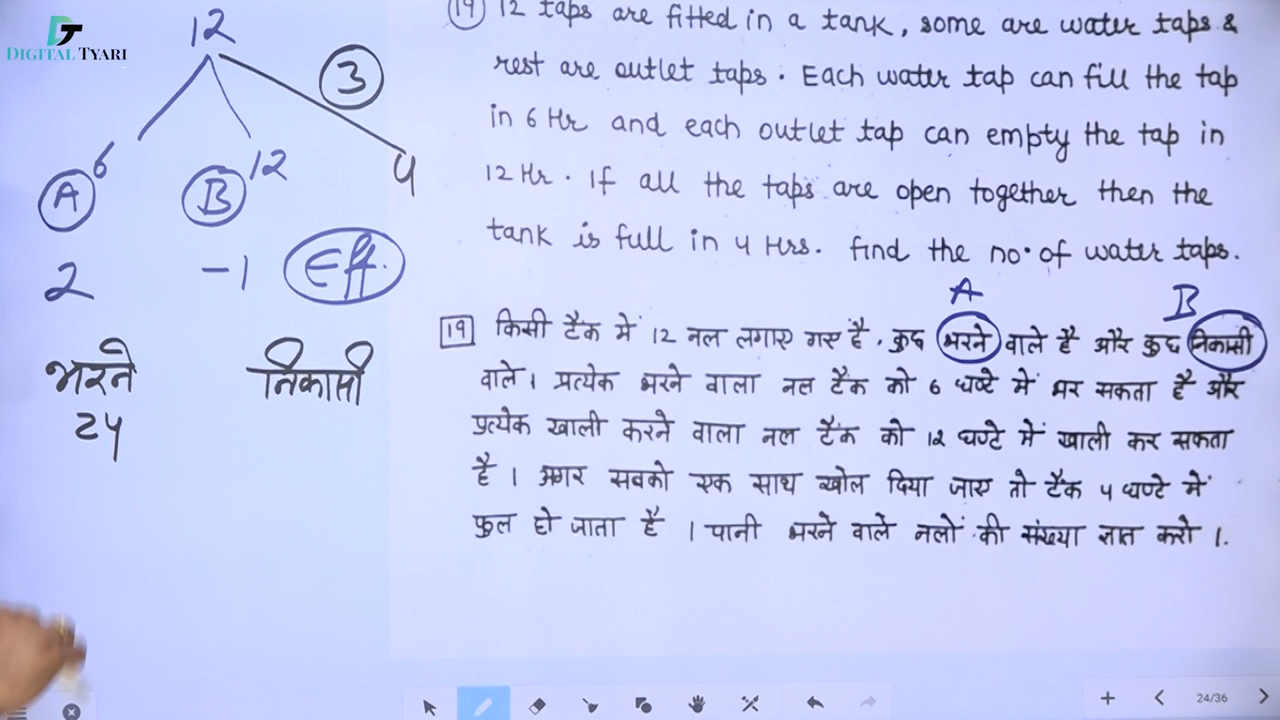 DIGITAL TYARI
12
3
A 6
B 12
4
2
-1
Eff.
भरने
निकासी
24
19 12 taps are fitted in a tank, some are water taps &
rest are outlet taps. Each water tap can fill the tap
in 6 Hr and each outlet tap can empty the tap in
12 Hr. If all the taps are open together then the
tank is full in 4 Hrs. find the no. of water taps.
A
B
19 किसी टैंक में 12 नल लगाए गए है, कुछ भरने वाले है और कुछ निकासी
वाले। प्रत्येक भरने वाला नल टैंक को 6 घण्टे में भर सकता है और
प्रत्येक खाली करने वाला नल टैंक को 12 घण्टे में खाली कर सकता
है। अगर सबको एक साथ खोल दिया जाए तो टैंक 4 घण्टे में
फुल हो जाता है। पानी भरने वाले नलों की संख्या ज्ञात करो।.
24/36